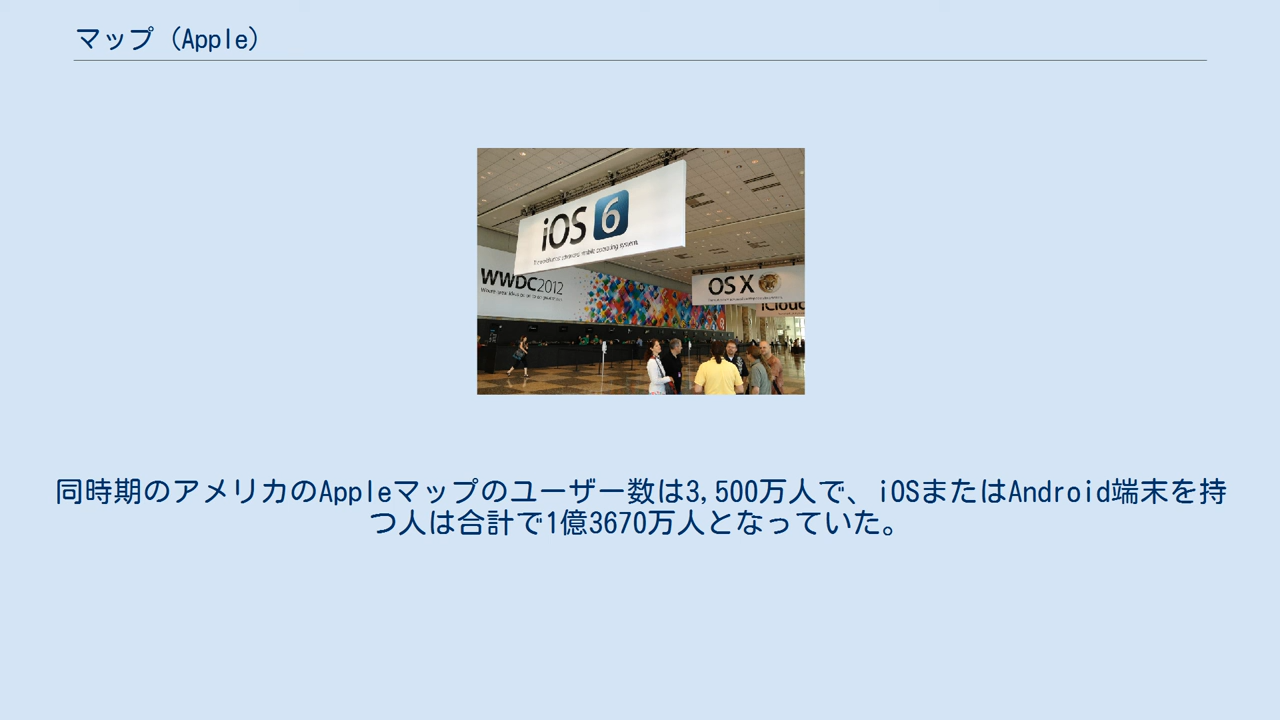 マップ（Apple）
iOS 6
WWDC2012
OS X
iCloud
同時期のアメリカのAppleマップのユーザー数は3,500万人で、iOSまたはAndroid端末を持
つ人は合計で1億3670万人となっていた。